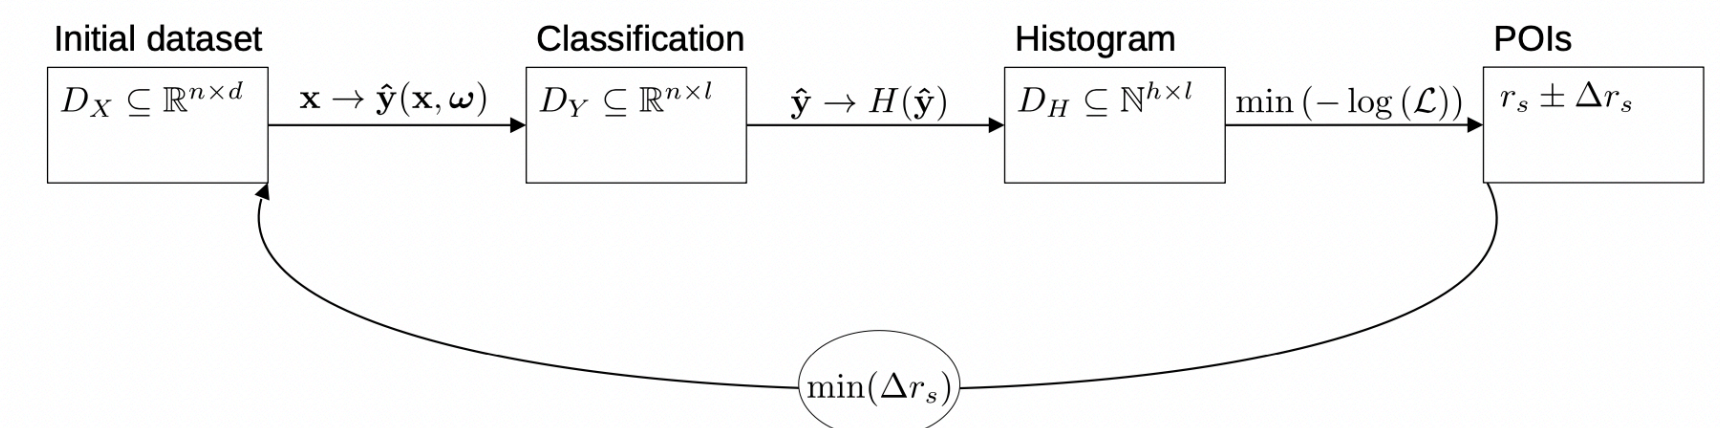 Initial dataset
Classification
Histogram
POIs
D_X ⊆ ℝ^{n×d}
x → ŷ(x, ω)
D_Y ⊆ ℝ^{n×l}
ŷ → H(ŷ)
D_H ⊆ ℕ^{h×l}
min (− log (ℒ))
r_s ± Δr_s
min(Δr_s)